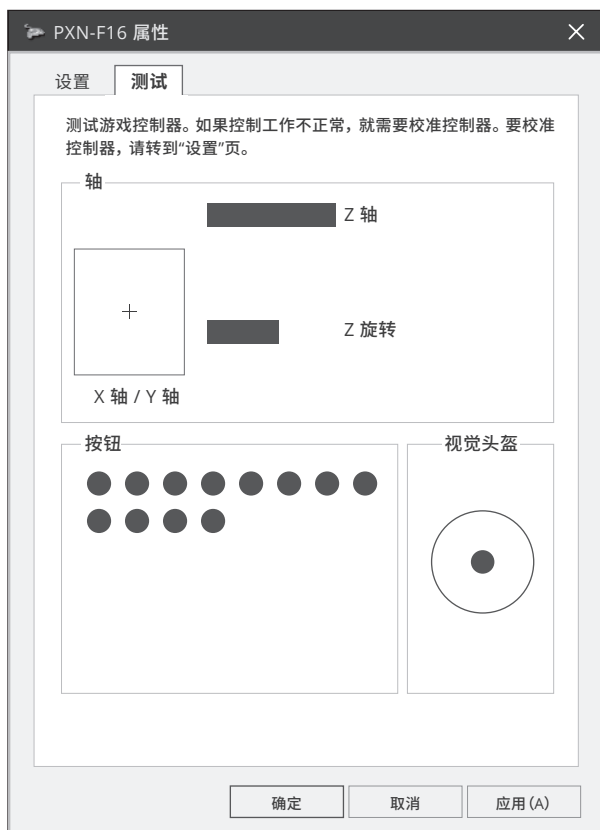 PXN-F16 属性
设置
测试
测试游戏控制器。如果控制工作不正常，就需要校准控制器。要校准
控制器，请转到“设置”页。
轴
Z 轴
Z 旋转
X 轴 / Y 轴
按钮
视觉头盔
确定
取消
应用 (A)